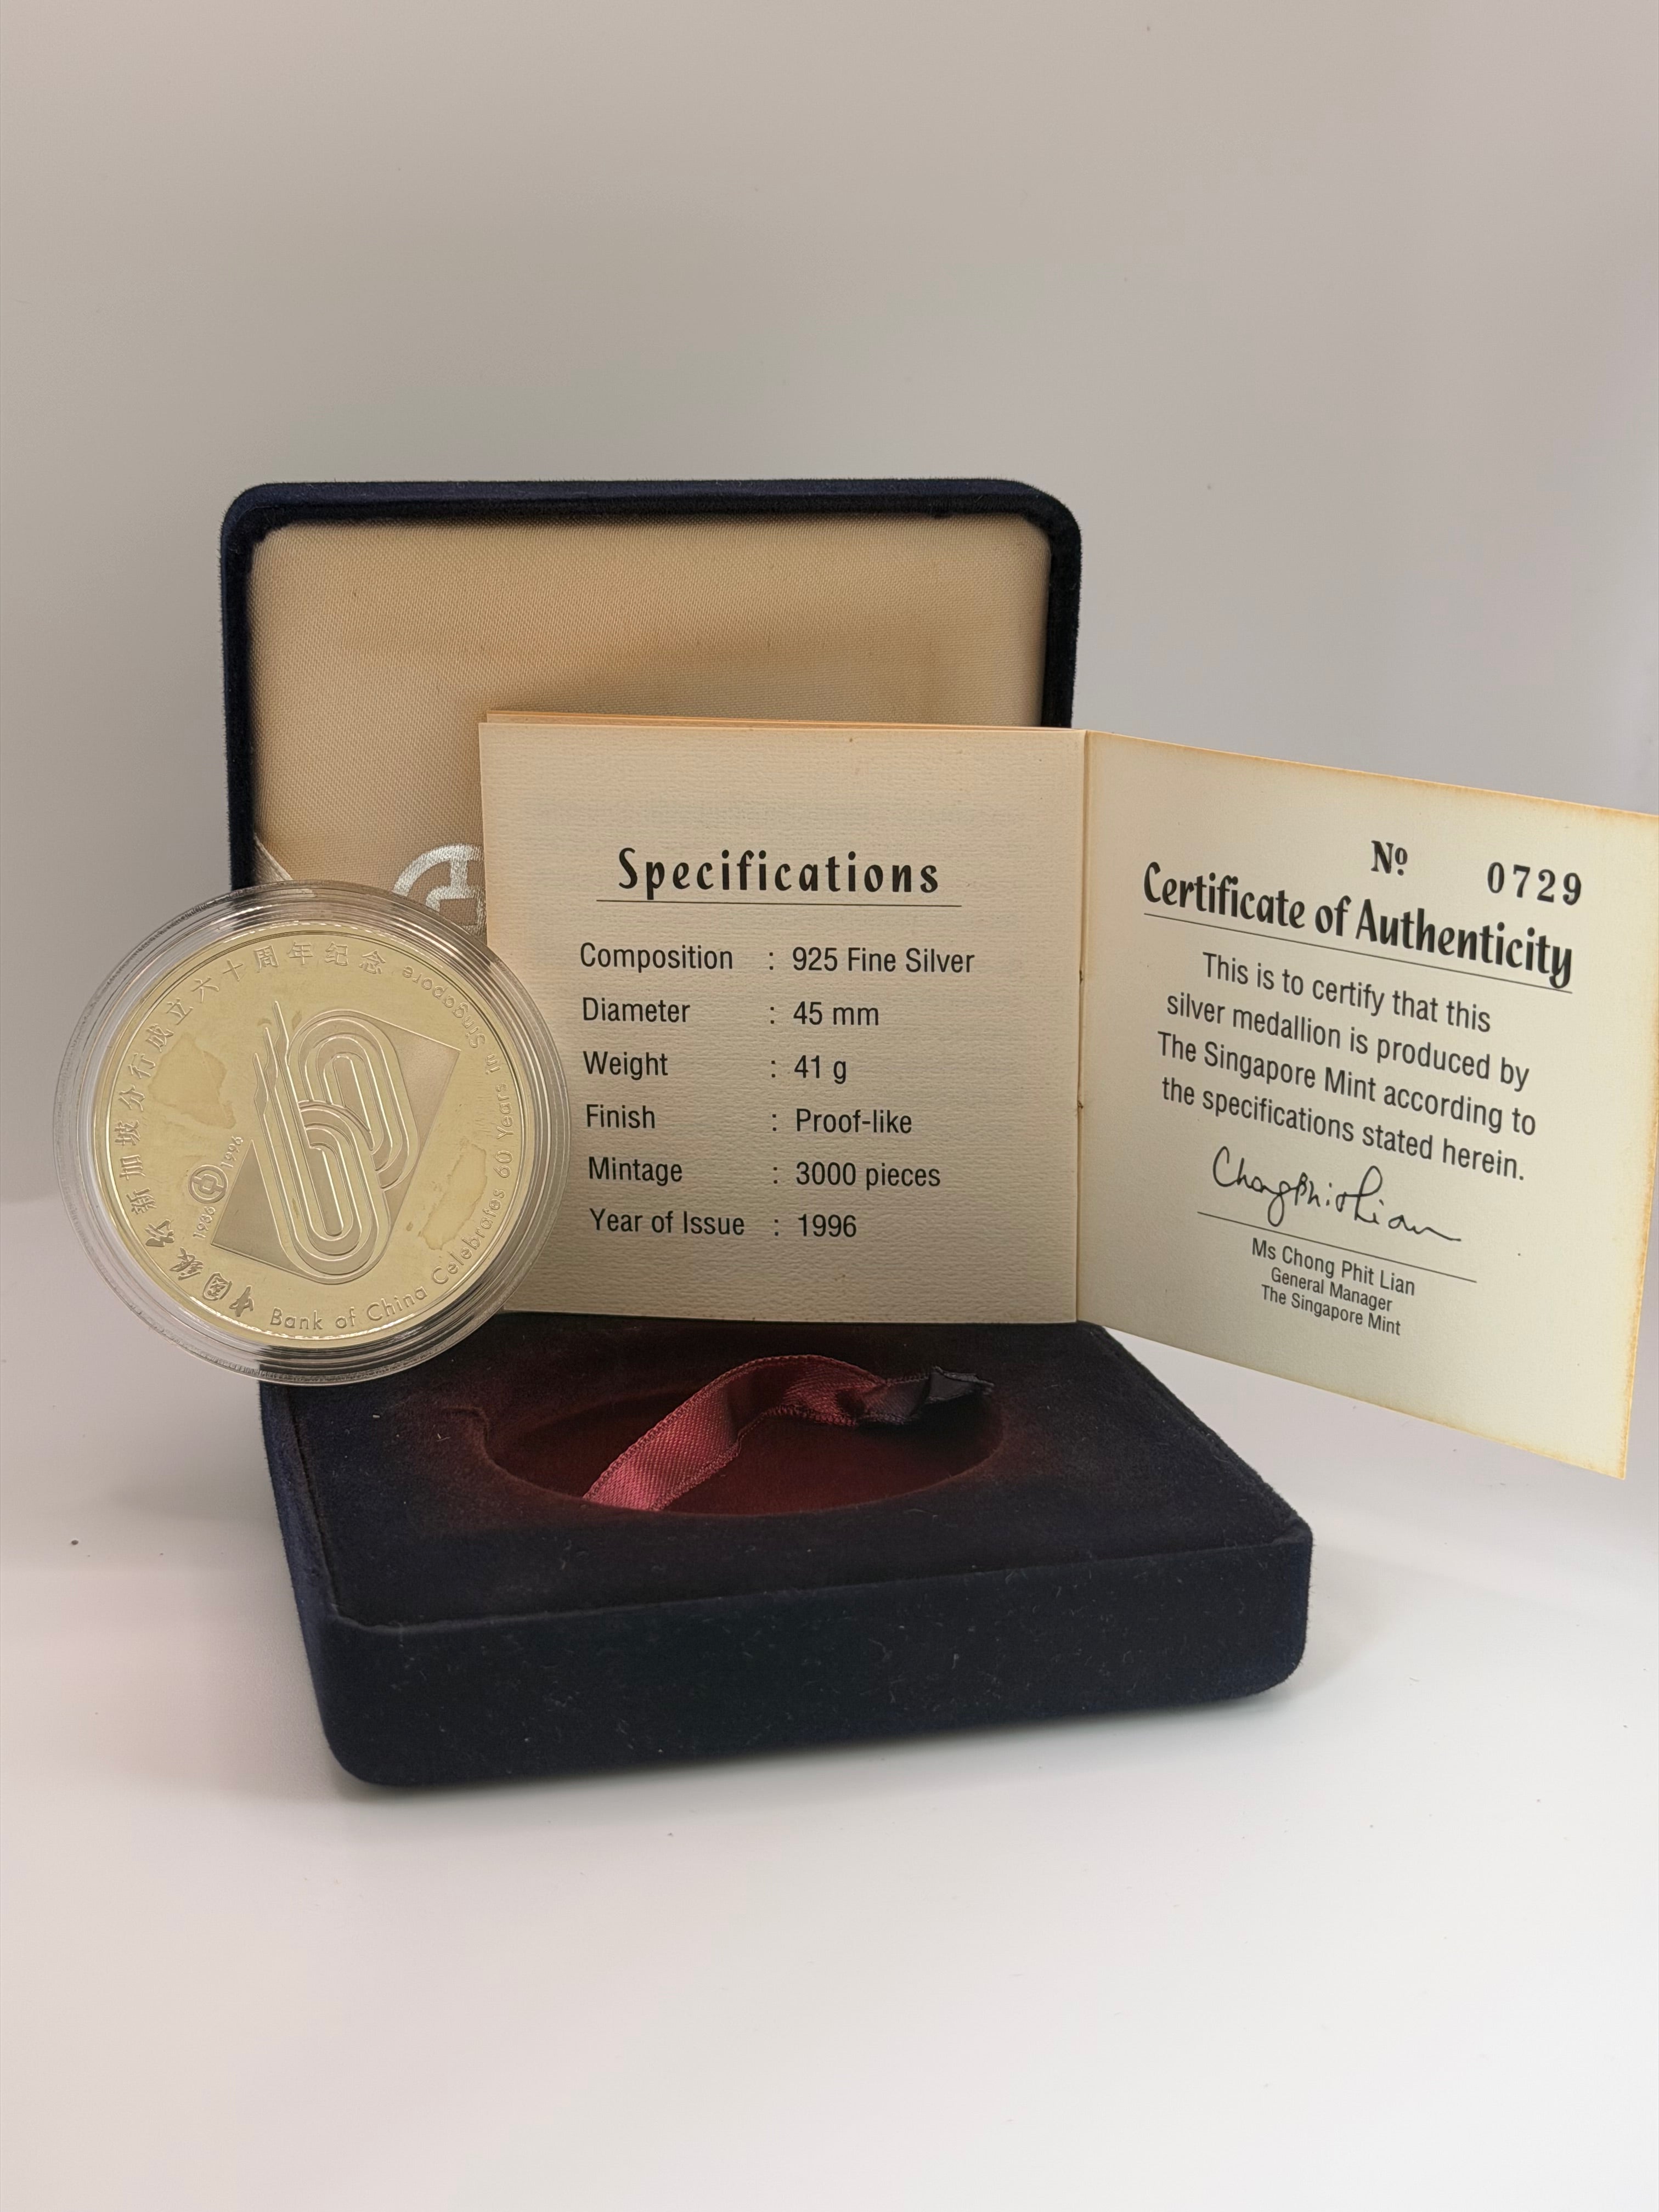 中国银行新加坡分行成立六十周年纪念
Bank of China Celebrates 60 Years in Singapore
1936 1996
Specifications
Composition : 925 Fine Silver
Diameter : 45 mm
Weight : 41 g
Finish : Proof-like
Mintage : 3000 pieces
Year of Issue : 1996
Nº 0729
Certificate of Authenticity
This is to certify that this
silver medallion is produced by
The Singapore Mint according to
the specifications stated herein.
Ms Chong Phit Lian
General Manager
The Singapore Mint